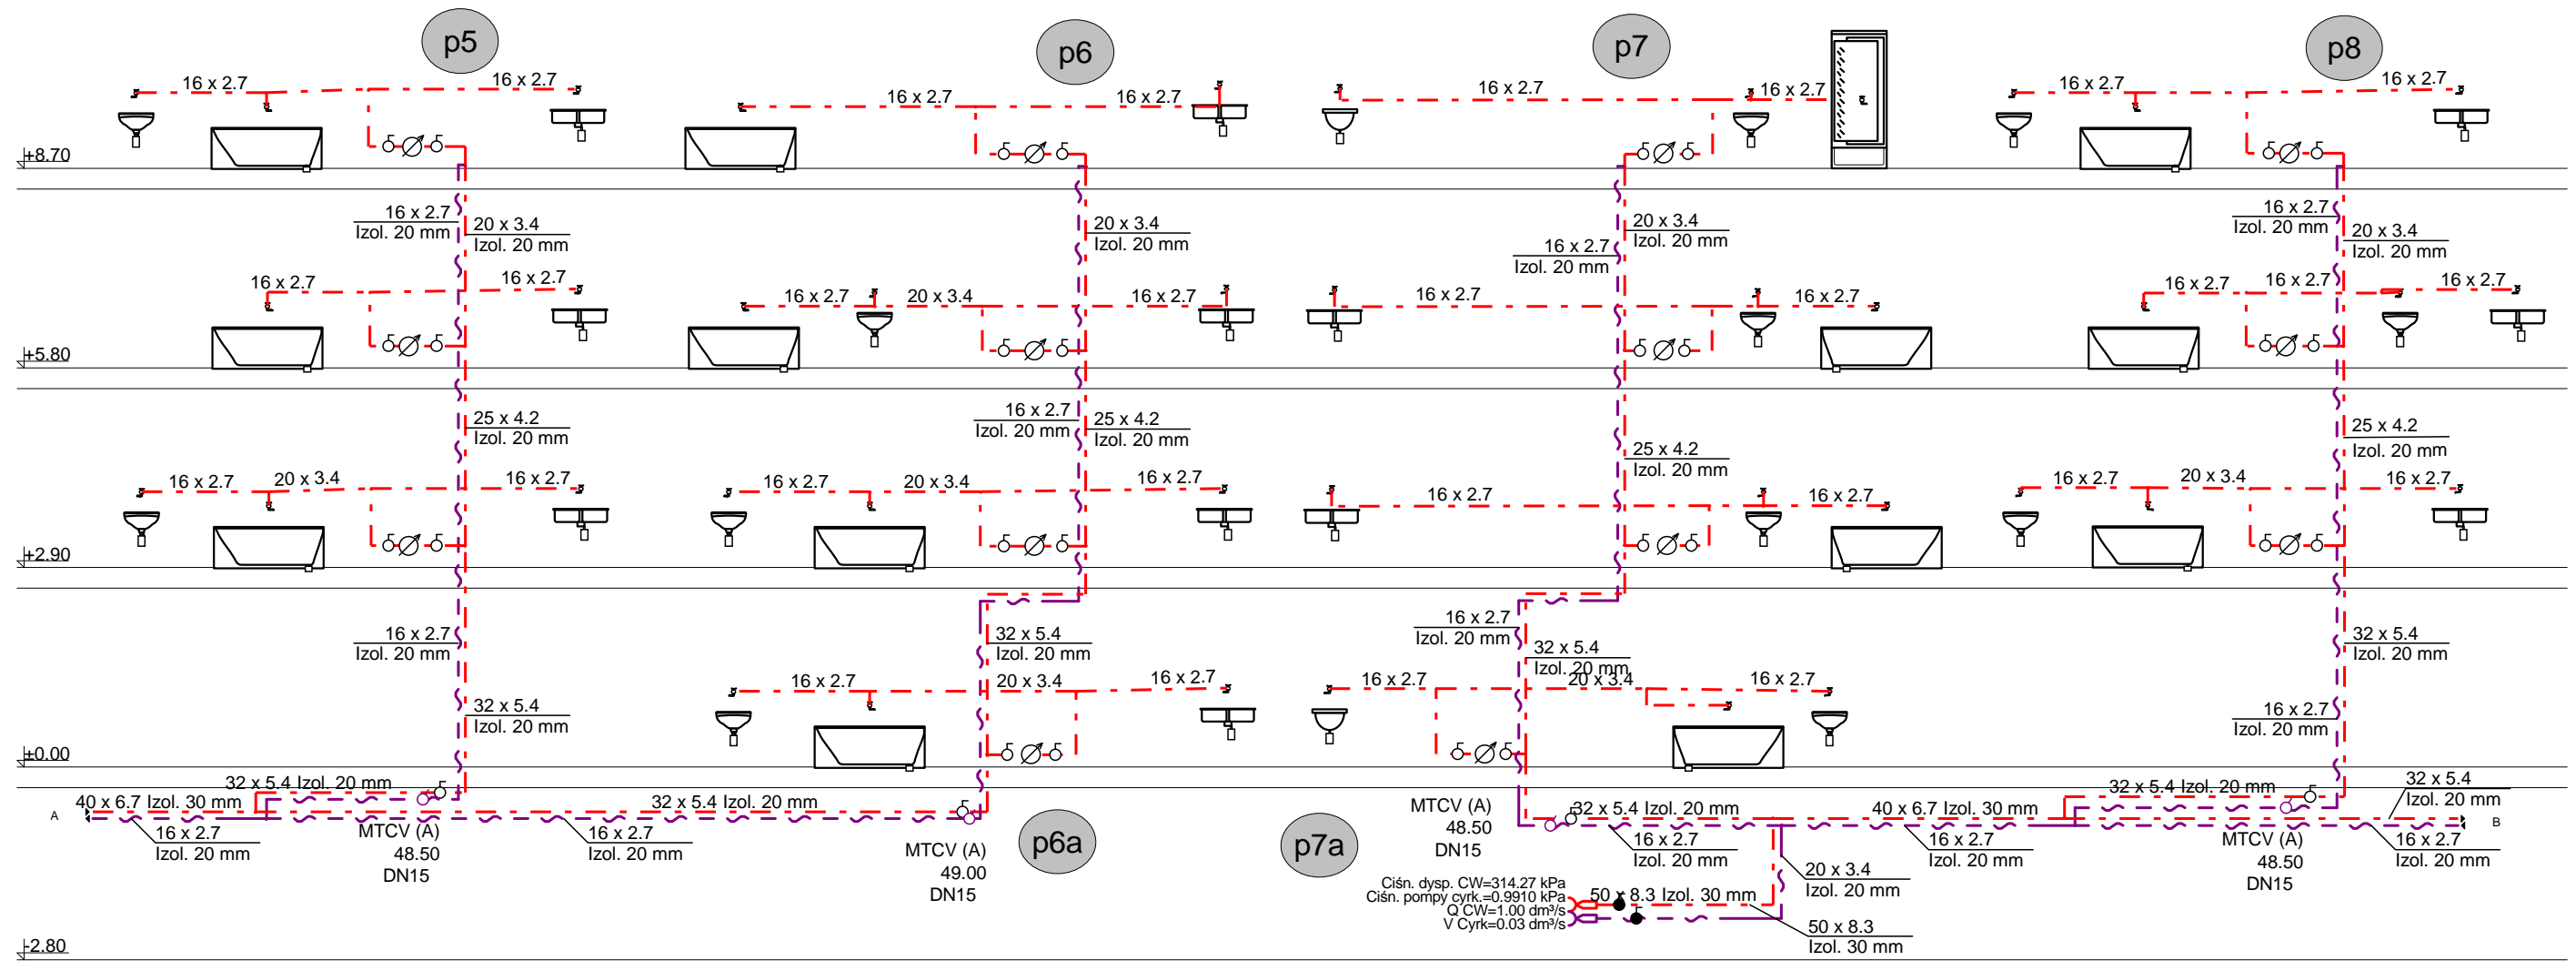 p5
p6
p7
p8
16 x 2.7
16 x 2.7
16 x 2.7
16 x 2.7
16 x 2.7
16 x 2.7
16 x 2.7
16 x 2.7
+8.70
16 x 2.7
Izol. 20 mm
20 x 3.4
Izol. 20 mm
20 x 3.4
Izol. 20 mm
16 x 2.7
Izol. 20 mm
20 x 3.4
Izol. 20 mm
16 x 2.7
Izol. 20 mm
20 x 3.4
Izol. 20 mm
16 x 2.7
16 x 2.7
16 x 2.7
20 x 3.4
16 x 2.7
16 x 2.7
16 x 2.7
16 x 2.7
16 x 2.7
16 x 2.7
+5.80
25 x 4.2
Izol. 20 mm
16 x 2.7
Izol. 20 mm
25 x 4.2
Izol. 20 mm
25 x 4.2
Izol. 20 mm
25 x 4.2
Izol. 20 mm
16 x 2.7
20 x 3.4
16 x 2.7
16 x 2.7
20 x 3.4
16 x 2.7
16 x 2.7
16 x 2.7
16 x 2.7
20 x 3.4
16 x 2.7
+2.90
16 x 2.7
Izol. 20 mm
32 x 5.4
Izol. 20 mm
16 x 2.7
Izol. 20 mm
32 x 5.4
Izol. 20 mm
32 x 5.4
Izol. 20 mm
16 x 2.7
20 x 3.4
16 x 2.7
16 x 2.7
20 x 3.4
16 x 2.7
32 x 5.4
Izol. 20 mm
16 x 2.7
Izol. 20 mm
±0.00
32 x 5.4 Izol. 20 mm
40 x 6.7 Izol. 30 mm
32 x 5.4 Izol. 20 mm
32 x 5.4 Izol. 20 mm
40 x 6.7 Izol. 30 mm
32 x 5.4 Izol. 20 mm
32 x 5.4
Izol. 20 mm
A
B
16 x 2.7
Izol. 20 mm
MTCV (A)
48.50
DN15
16 x 2.7
Izol. 20 mm
MTCV (A)
49.00
DN15
p6a
p7a
MTCV (A)
48.50
DN15
16 x 2.7
Izol. 20 mm
16 x 2.7
Izol. 20 mm
MTCV (A)
48.50
DN15
16 x 2.7
Izol. 20 mm
20 x 3.4
Izol. 20 mm
Ciśn. dysp. CW=314.27 kPa
Ciśn. pompy cyrk.=0.9910 kPa
Q CW=1.00 dm³/s
V Cyrk=0.03 dm³/s
50 x 8.3 Izol. 30 mm
50 x 8.3
Izol. 30 mm
-2.80